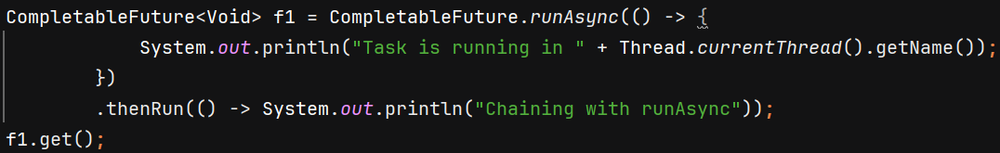 CompletableFuture<Void> f1 = CompletableFuture.runAsync(() -> {
            System.out.println("Task is running in " + Thread.currentThread().getName());
        })
        .thenRun(() -> System.out.println("Chaining with runAsync"));
f1.get();